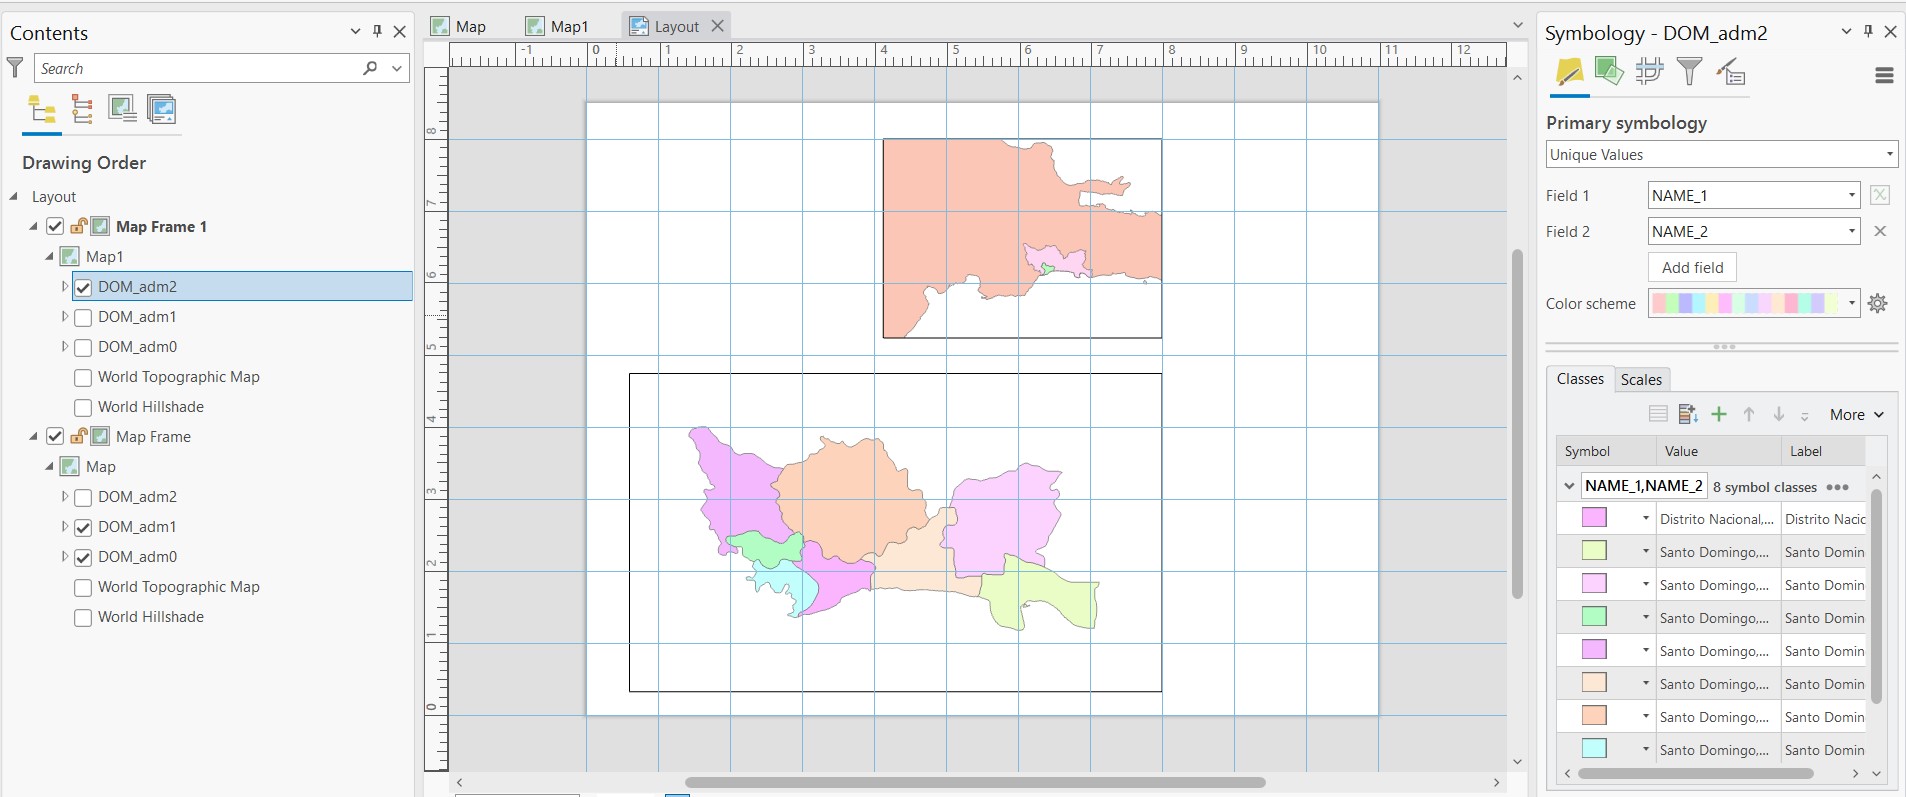 Contents
Search
Drawing Order
Layout
Map Frame 1
Map1
DOM_adm2
DOM_adm1
DOM_adm0
World Topographic Map
World Hillshade
Map Frame
Map
DOM_adm2
DOM_adm1
DOM_adm0
World Topographic Map
World Hillshade
Map Map1 Layout
-1 0 1 2 3 4 5 6 7 8 9 10 11 12
8
7
6
5
4
3
2
1
0
Symbology - DOM_adm2
Primary symbology
Unique Values
Field 1 NAME_1
Field 2 NAME_2
Add field
Color scheme
Classes Scales
More
Symbol Value Label
NAME_1,NAME_2 8 symbol classes
Distrito Nacional,... Distrito Nacic
Santo Domingo,... Santo Domin
Santo Domingo,... Santo Domin
Santo Domingo,... Santo Domin
Santo Domingo,... Santo Domin
Santo Domingo,... Santo Domin
Santo Domingo,... Santo Domin
Santo Domingo,... Santo Domin